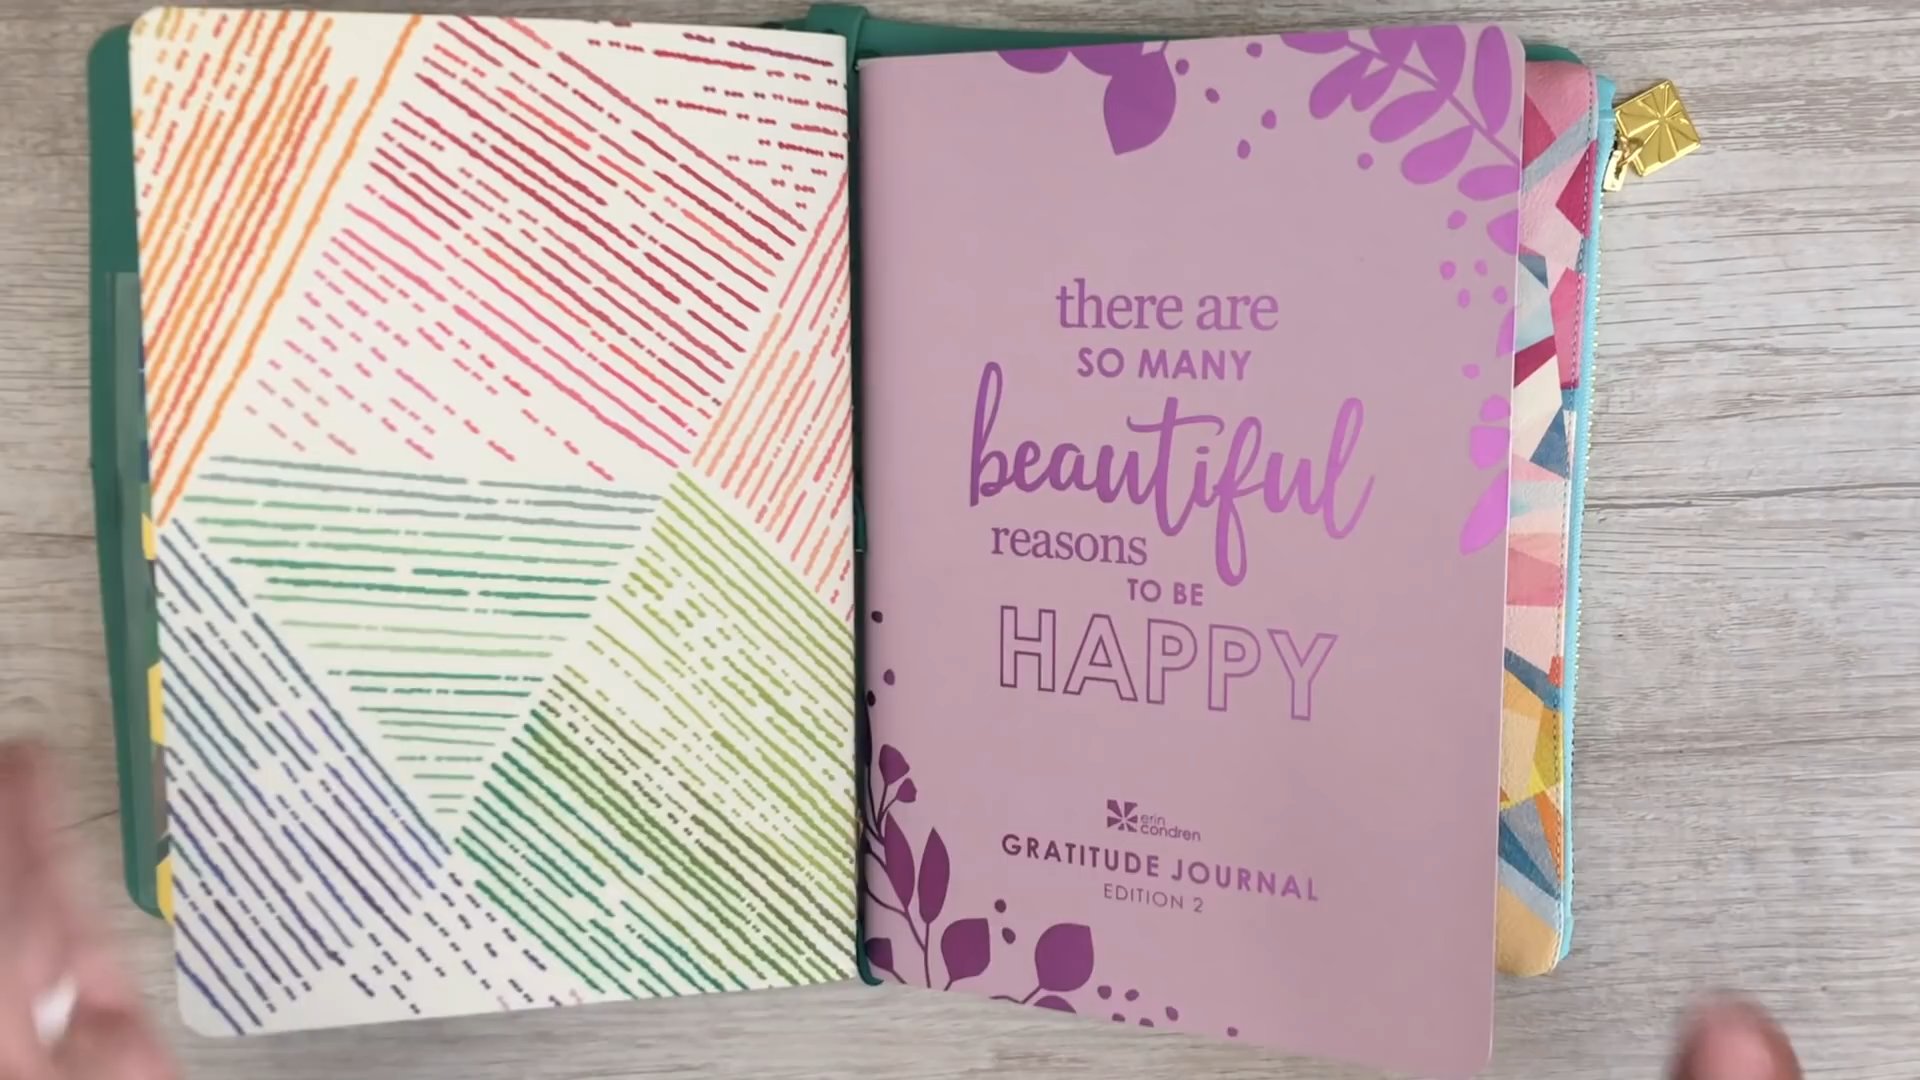 there are
SO MANY
beautiful
reasons
TO BE
HAPPY
erin
condren
GRATITUDE JOURNAL
EDITION 2